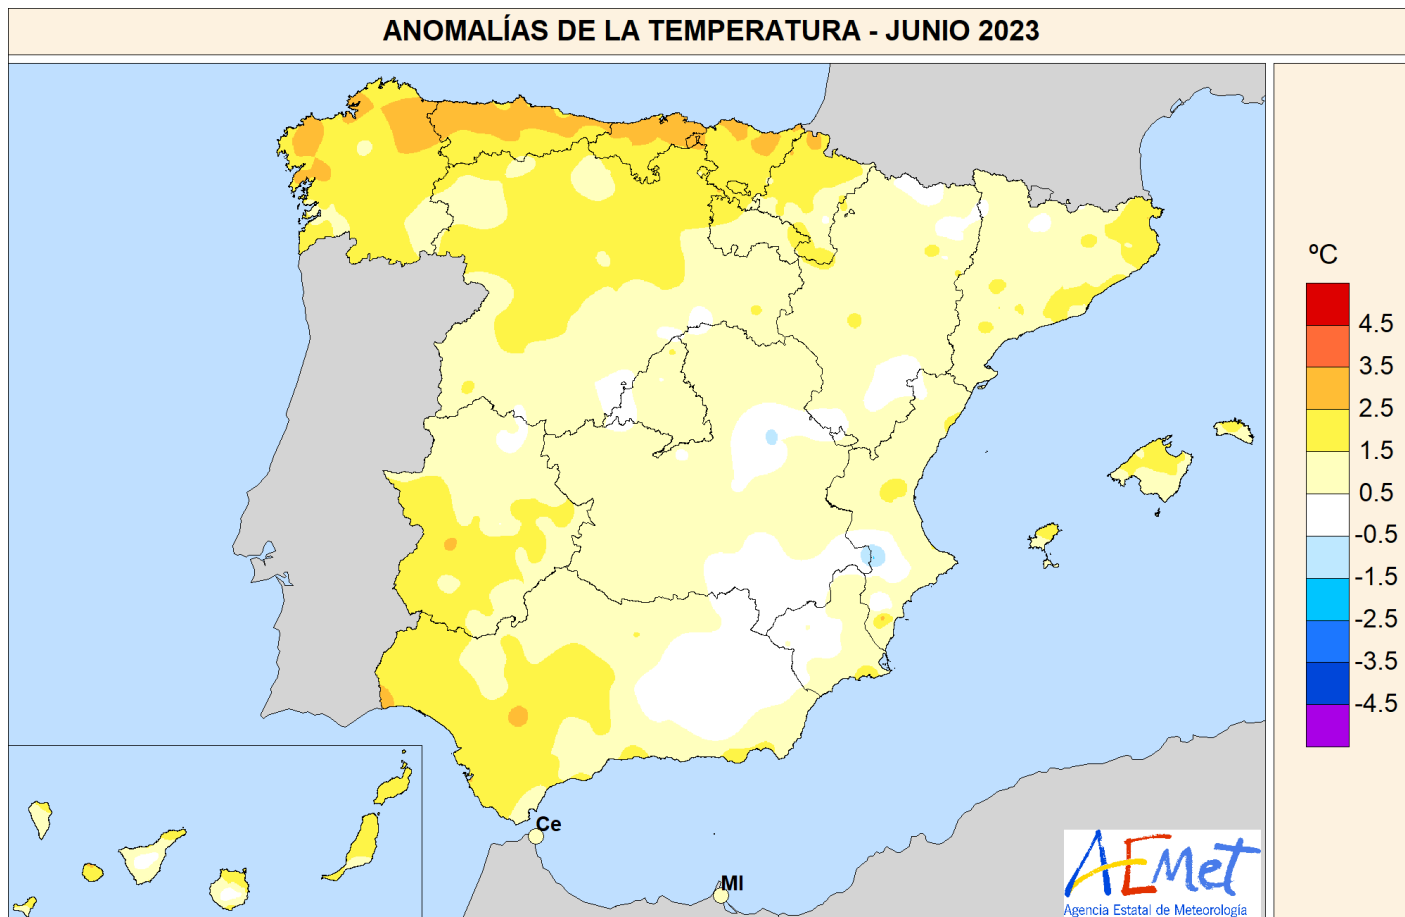 ANOMALÍAS DE LA TEMPERATURA - JUNIO 2023
ºC
4.5
3.5
2.5
1.5
0.5
-0.5
-1.5
-2.5
-3.5
-4.5
Ce
Ml
AEMet
Agencia Estatal de Meteorología